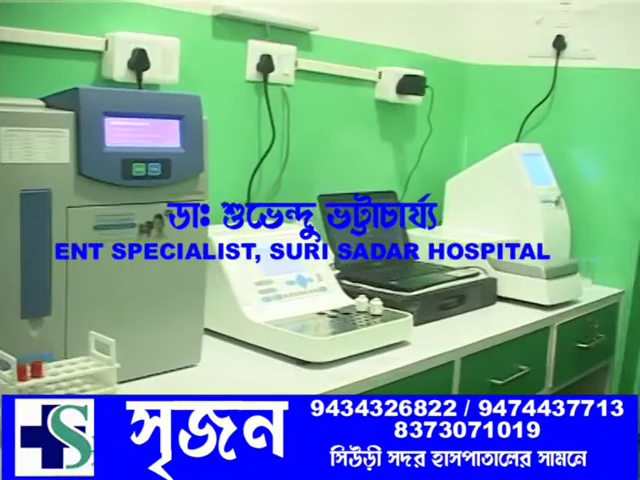 ডাঃ শুভেন্দু ভট্টাচার্য্য
ENT SPECIALIST, SURI SADAR HOSPITAL
S
সৃজন
9434326822 / 9474437713
8373071019
সিউড়ী সদর হাসপাতালের সামনে